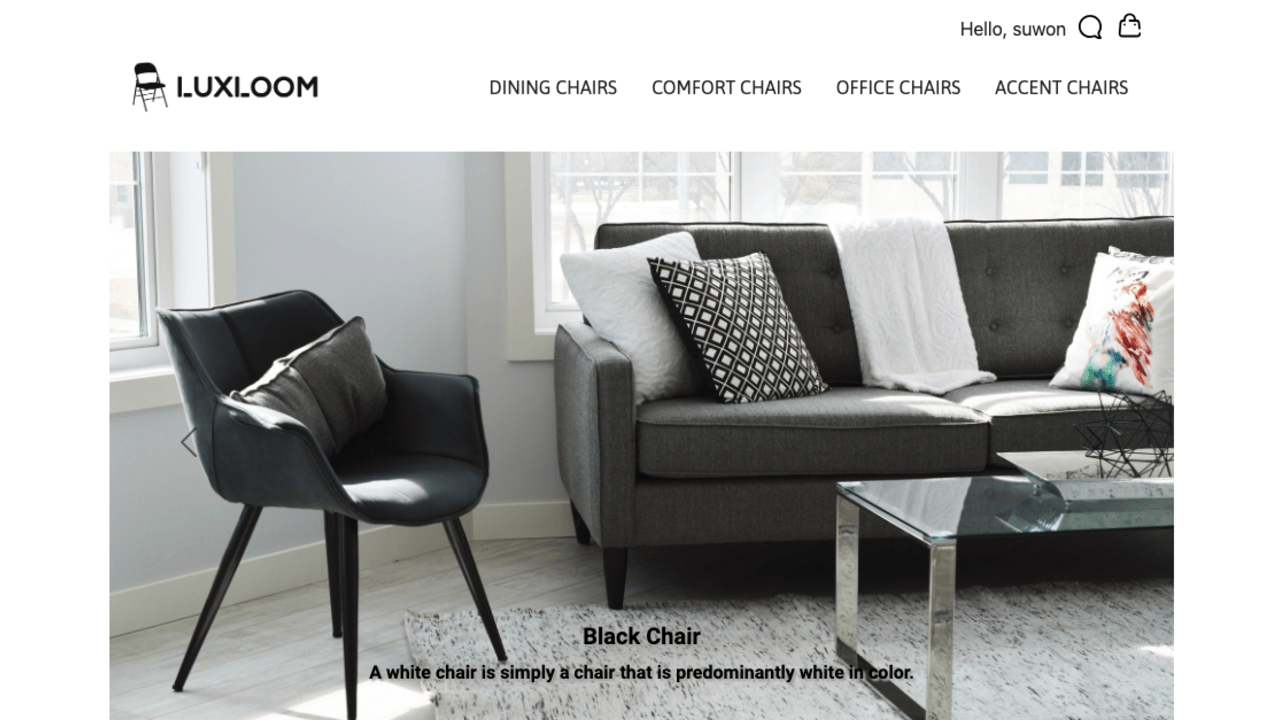 Hello, suwon
LUXLOOM
DINING CHAIRS
COMFORT CHAIRS
OFFICE CHAIRS
ACCENT CHAIRS
Black Chair
A white chair is simply a chair that is predominantly white in color.